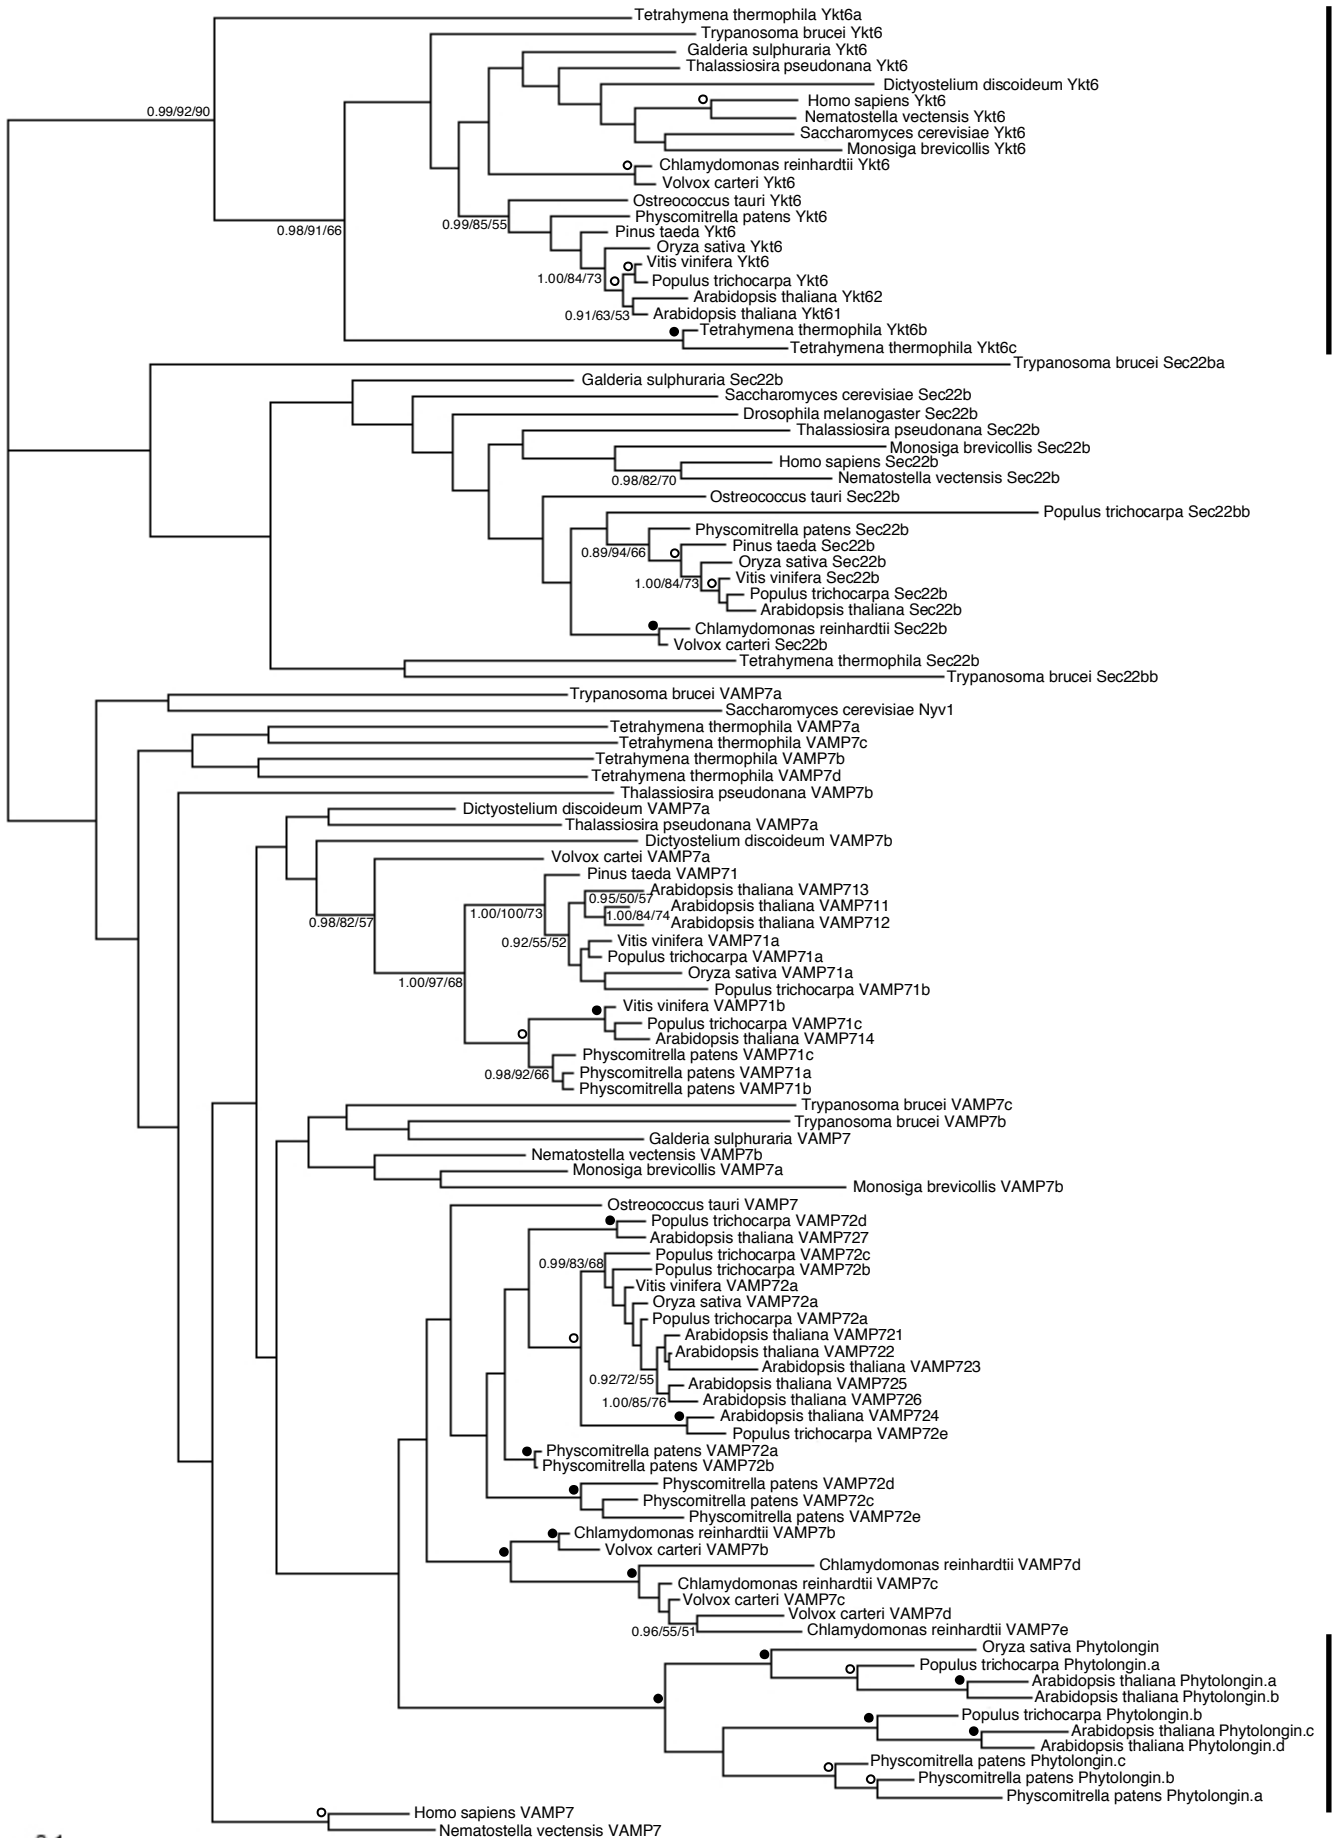 Tetrahymena thermophila Ykt6a
Trypanosoma brucei Ykt6
Galderia sulphuraria Ykt6
Thalassiosira pseudonana Ykt6
Dictyostelium discoideum Ykt6
Homo sapiens Ykt6
0.99/92/90
Nematostella vectensis Ykt6
Saccharomyces cerevisiae Ykt6
Monosiga brevicollis Ykt6
Chlamydomonas reinhardtii Ykt6
Volvox carteri Ykt6
Ostreococcus tauri Ykt6
Physcomitrella patens Ykt6
0.99/85/55
0.98/91/66
Pinus taeda Ykt6
Oryza sativa Ykt6
Vitis vinifera Ykt6
1.00/84/73
Populus trichocarpa Ykt6
Arabidopsis thaliana Ykt62
0.91/63/53
Arabidopsis thaliana Ykt61
Tetrahymena thermophila Ykt6b
Tetrahymena thermophila Ykt6c
Trypanosoma brucei Sec22ba
Galderia sulphuraria Sec22b
Saccharomyces cerevisiae Sec22b
Drosophila melanogaster Sec22b
Thalassiosira pseudonana Sec22b
Monosiga brevicollis Sec22b
Homo sapiens Sec22b
0.98/82/70
Nematostella vectensis Sec22b
Ostreococcus tauri Sec22b
Populus trichocarpa Sec22bb
Physcomitrella patens Sec22b
Pinus taeda Sec22b
0.89/94/66
Oryza sativa Sec22b
Vitis vinifera Sec22b
1.00/84/73
Populus trichocarpa Sec22b
Arabidopsis thaliana Sec22b
Chlamydomonas reinhardtii Sec22b
Volvox carteri Sec22b
Tetrahymena thermophila Sec22b
Trypanosoma brucei Sec22bb
Trypanosoma brucei VAMP7a
Saccharomyces cerevisiae Nyv1
Tetrahymena thermophila VAMP7a
Tetrahymena thermophila VAMP7c
Tetrahymena thermophila VAMP7b
Tetrahymena thermophila VAMP7d
Thalassiosira pseudonana VAMP7b
Dictyostelium discoideum VAMP7a
Thalassiosira pseudonana VAMP7a
Dictyostelium discoideum VAMP7b
Volvox cartei VAMP7a
Pinus taeda VAMP71
Arabidopsis thaliana VAMP713
0.95/50/57
Arabidopsis thaliana VAMP711
1.00/100/73
1.00/84/74
0.98/82/57
Arabidopsis thaliana VAMP712
0.92/55/52
Vitis vinifera VAMP71a
Populus trichocarpa VAMP71a
Oryza sativa VAMP71a
1.00/97/68
Populus trichocarpa VAMP71b
Vitis vinifera VAMP71b
Populus trichocarpa VAMP71c
Arabidopsis thaliana VAMP714
Physcomitrella patens VAMP71c
0.98/92/66
Physcomitrella patens VAMP71a
Physcomitrella patens VAMP71b
Trypanosoma brucei VAMP7c
Trypanosoma brucei VAMP7b
Galderia sulphuraria VAMP7
Nematostella vectensis VAMP7b
Monosiga brevicollis VAMP7a
Monosiga brevicollis VAMP7b
Ostreococcus tauri VAMP7
Populus trichocarpa VAMP72d
Arabidopsis thaliana VAMP727
Populus trichocarpa VAMP72c
0.99/83/68
Populus trichocarpa VAMP72b
Vitis vinifera VAMP72a
Oryza sativa VAMP72a
Populus trichocarpa VAMP72a
Arabidopsis thaliana VAMP721
Arabidopsis thaliana VAMP722
Arabidopsis thaliana VAMP723
0.92/72/55
Arabidopsis thaliana VAMP725
1.00/85/76
Arabidopsis thaliana VAMP726
Arabidopsis thaliana VAMP724
Populus trichocarpa VAMP72e
Physcomitrella patens VAMP72a
Physcomitrella patens VAMP72b
Physcomitrella patens VAMP72d
Physcomitrella patens VAMP72c
Physcomitrella patens VAMP72e
Chlamydomonas reinhardtii VAMP7b
Volvox carteri VAMP7b
Chlamydomonas reinhardtii VAMP7d
Chlamydomonas reinhardtii VAMP7c
Volvox carteri VAMP7c
Volvox carteri VAMP7d
0.96/55/51
Chlamydomonas reinhardtii VAMP7e
Oryza sativa Phytolongin
Populus trichocarpa Phytolongin.a
Arabidopsis thaliana Phytolongin.a
Arabidopsis thaliana Phytolongin.b
Populus trichocarpa Phytolongin.b
Arabidopsis thaliana Phytolongin.c
Arabidopsis thaliana Phytolongin.d
Physcomitrella patens Phytolongin.c
Physcomitrella patens Phytolongin.b
Physcomitrella patens Phytolongin.a
Homo sapiens VAMP7
Nematostella vectensis VAMP7